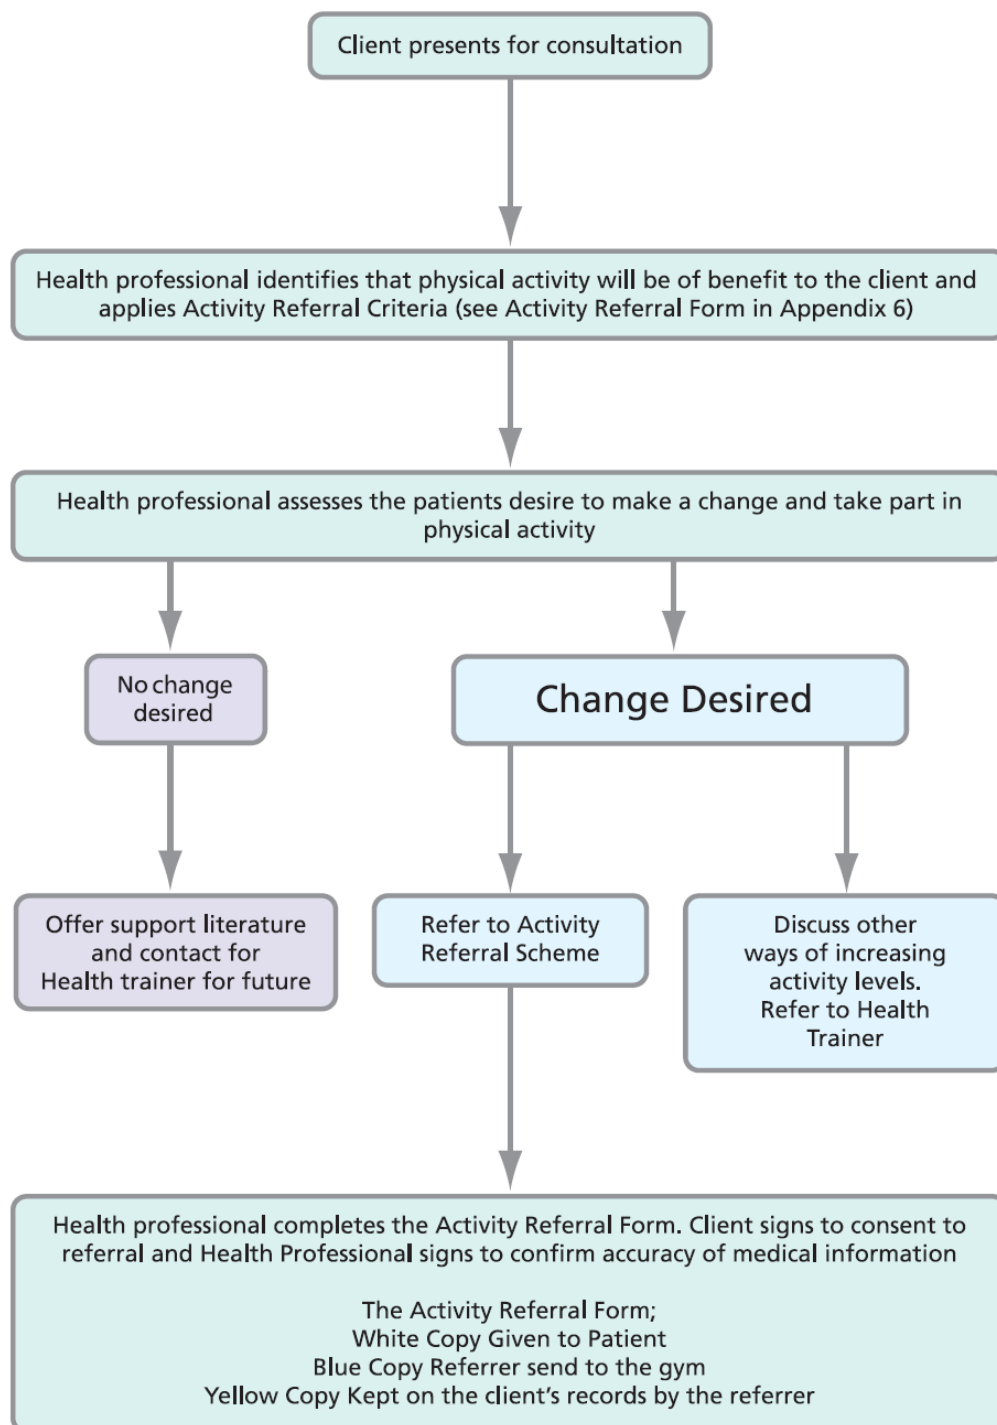 Client presents for consultation
Health professional identifies that physical activity will be of benefit to the client and
applies Activity Referral Criteria (see Activity Referral Form in Appendix 6)
Health professional assesses the patients desire to make a change and take part in
physical activity
No change
desired
Change Desired
Offer support literature
and contact for
Health trainer for future
Refer to Activity
Referral Scheme
Discuss other
ways of increasing
activity levels.
Refer to Health
Trainer
Health professional completes the Activity Referral Form. Client signs to consent to
referral and Health Professional signs to confirm accuracy of medical information
The Activity Referral Form;
White Copy Given to Patient
Blue Copy Referrer send to the gym
Yellow Copy Kept on the client's records by the referrer